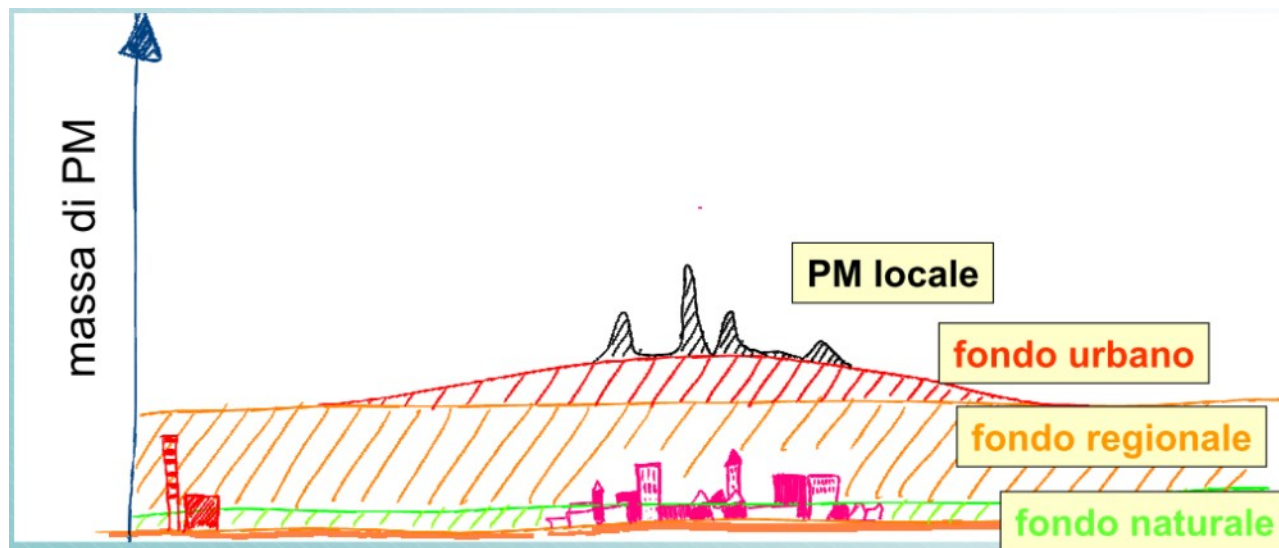 massa di PM
PM locale
fondo urbano
fondo regionale
fondo naturale